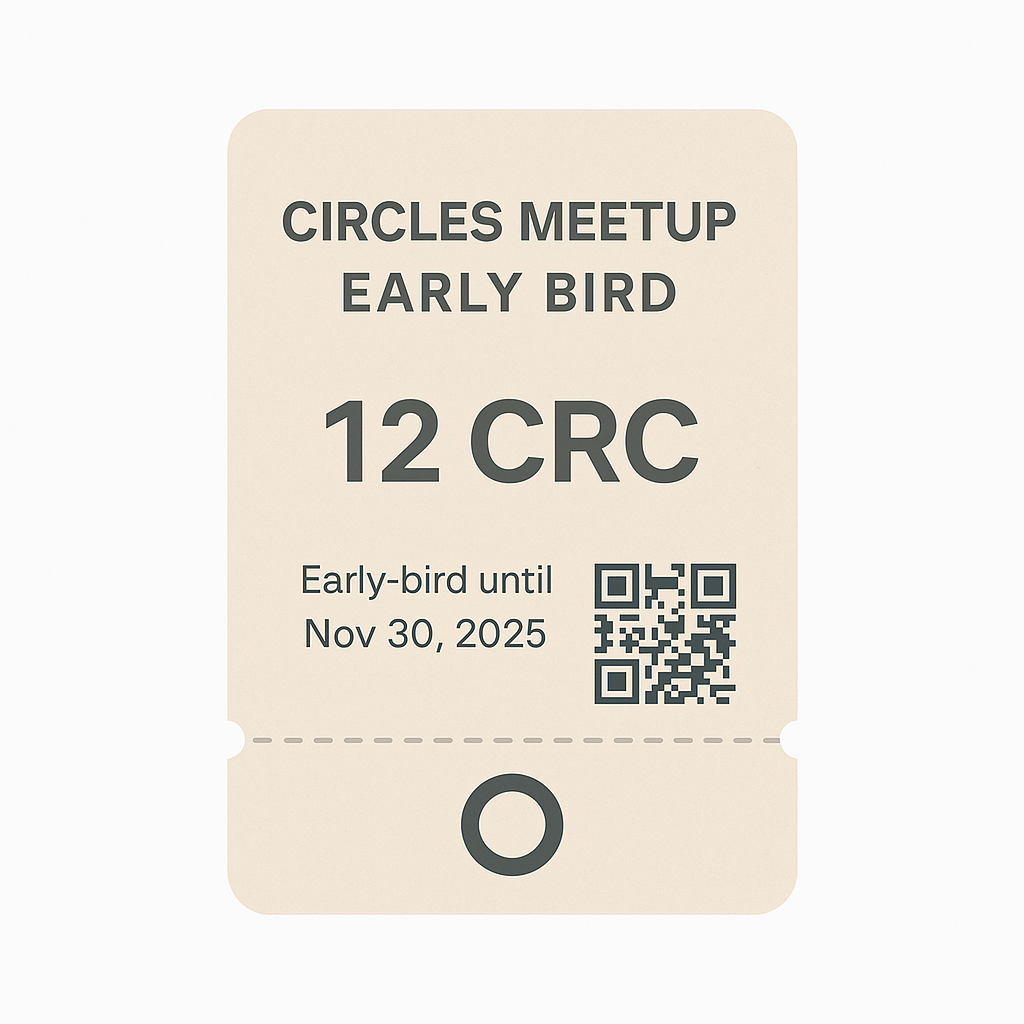 CIRCLES MEETUP
EARLY BIRD
12 CRC
Early-bird until
Nov 30, 2025